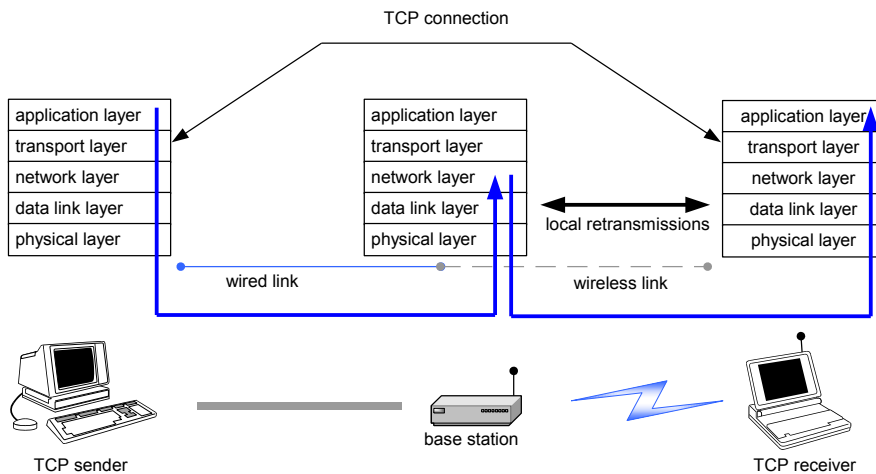 TCP connection
application layer
transport layer
network layer
data link layer
physical layer
application layer
transport layer
network layer
data link layer
physical layer
application layer
transport layer
network layer
data link layer
physical layer
local retransmissions
wired link
wireless link
base station
TCP sender
TCP receiver